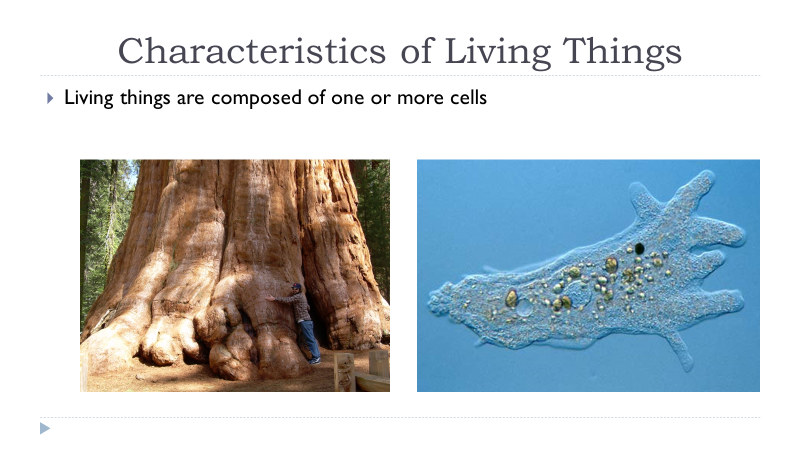 Characteristics of Living Things
Living things are composed of one or more cells